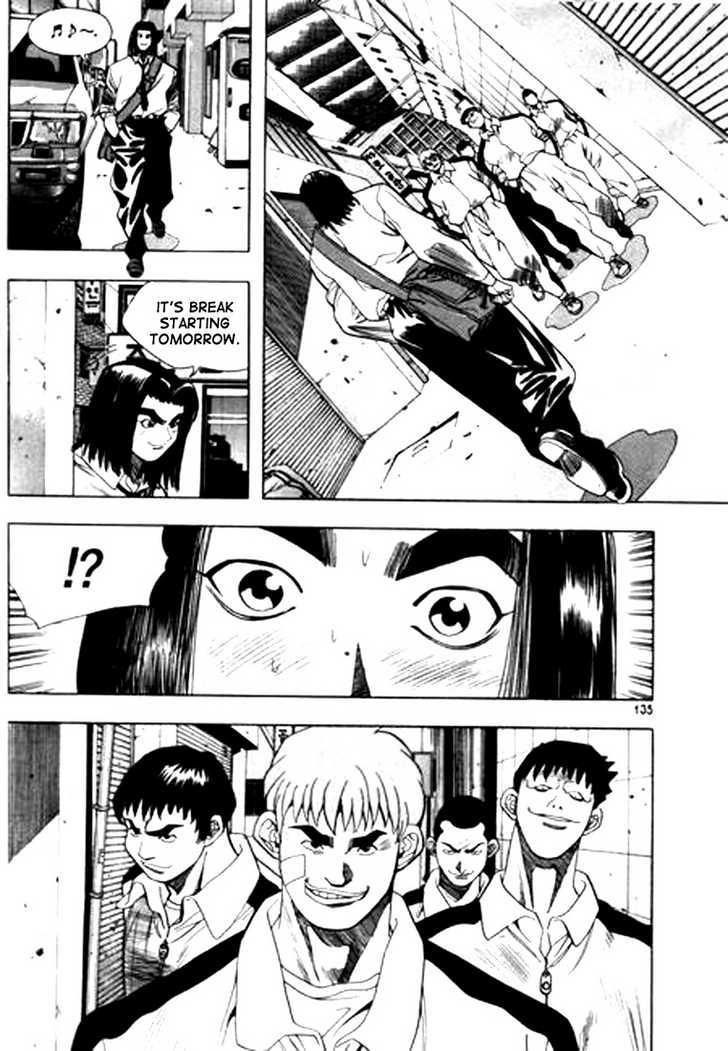 ♫♪～.
IT'S BREAK
STARTING
TOMORROW.
!?
135